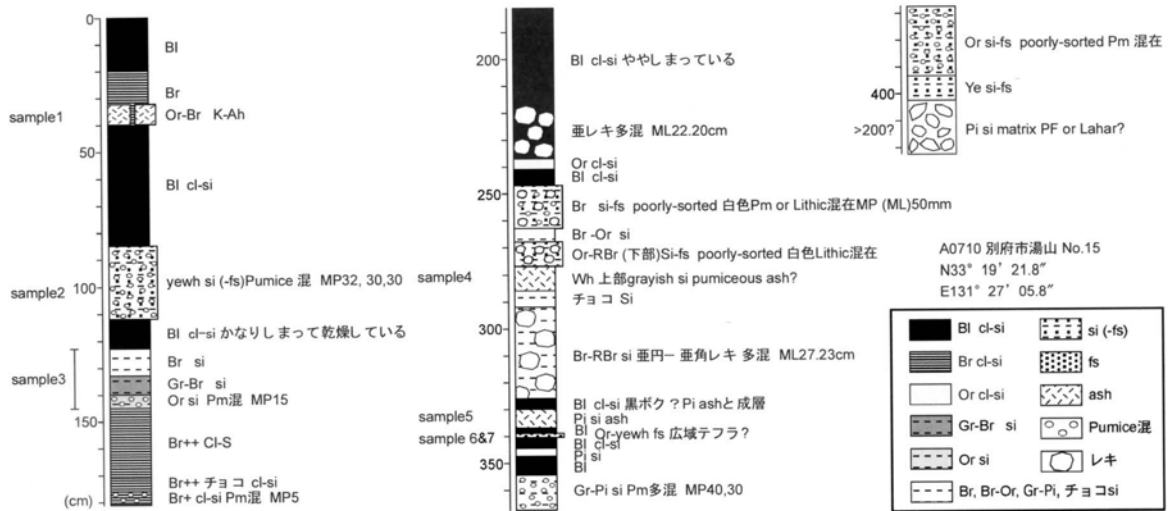 0
Bl
Br
sample1
Or-Br K-Ah
50
Bl cl-si
sample2
yewh si (-fs)Pumice 混 MP32, 30,30
100
Bl cl-si かなりしまって乾燥している
Br si
sample3
Gr-Br si
Or si Pm混 MP15
150
Br++ Cl-S
Br++ チョコ cl-si
(cm)
Br+ cl-si Pm混 MP5
200
Bl cl-si ややしまっている
亜レキ多混 ML22.20cm
Or cl-si
Bl cl-si
250
Br si-fs poorly-sorted 白色Pm or Lithic混在MP (ML)50mm
Br -Or si
Or-RBr (下部)Si-fs poorly-sorted 白色Lithic混在
sample4
Wh 上部grayish si pumiceous ash?
チョコ Si
300
Br-RBr si 亜円ー 亜角レキ 多混 ML27.23cm
Bl cl-si 黒ボク？Pi ashと成層
sample5
Pi si ash
Bl Or-yewh fs 広域テフラ？
sample 6&7
Bl cl-si
Pi si
Bl
350
Gr-Pi si Pm多混 MP40,30
Or si-fs poorly-sorted Pm 混在
400
Ye si-fs
>200?
Pi si matrix PF or Lahar?
A0710 別府市湯山 No.15
N33° 19′ 21.8″
E131° 27′ 05.8″
Bl cl-si
si (-fs)
Br cl-si
fs
Or cl-si
ash
Gr-Br si
Pumice混
Or si
レキ
Br, Br-Or, Gr-Pi, チョコsi